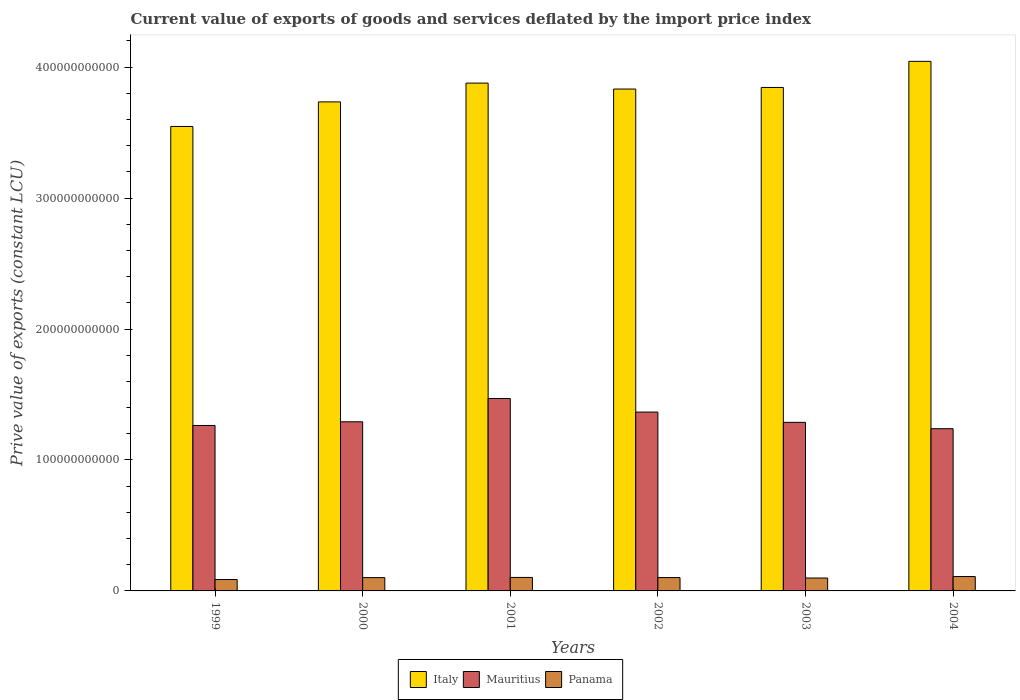 Current value of exports of goods and services deflated by the import price index
Prive value of exports (constant LCU)
400000000000
300000000000
200000000000
100000000000
0
1999
2000
2001
2002
2003
2004
Years
Italy
Mauritius
Panama